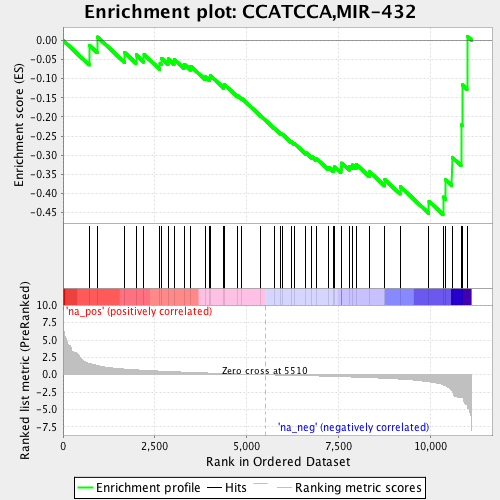 Enrichment plot: CCATCCA,MIR-432
Enrichment score (ES)
0.00
-0.05
-0.10
-0.15
-0.20
-0.25
-0.30
-0.35
-0.40
-0.45
'na_pos' (positively correlated)
Ranked list metric (PreRanked)
10.0
7.5
5.0
2.5
0.0
-2.5
-5.0
-7.5
Zero cross at 5510
'na_neg' (negatively correlated)
0
2,500
5,000
7,500
10,000
Rank in Ordered Dataset
Enrichment profile
Hits
Ranking metric scores